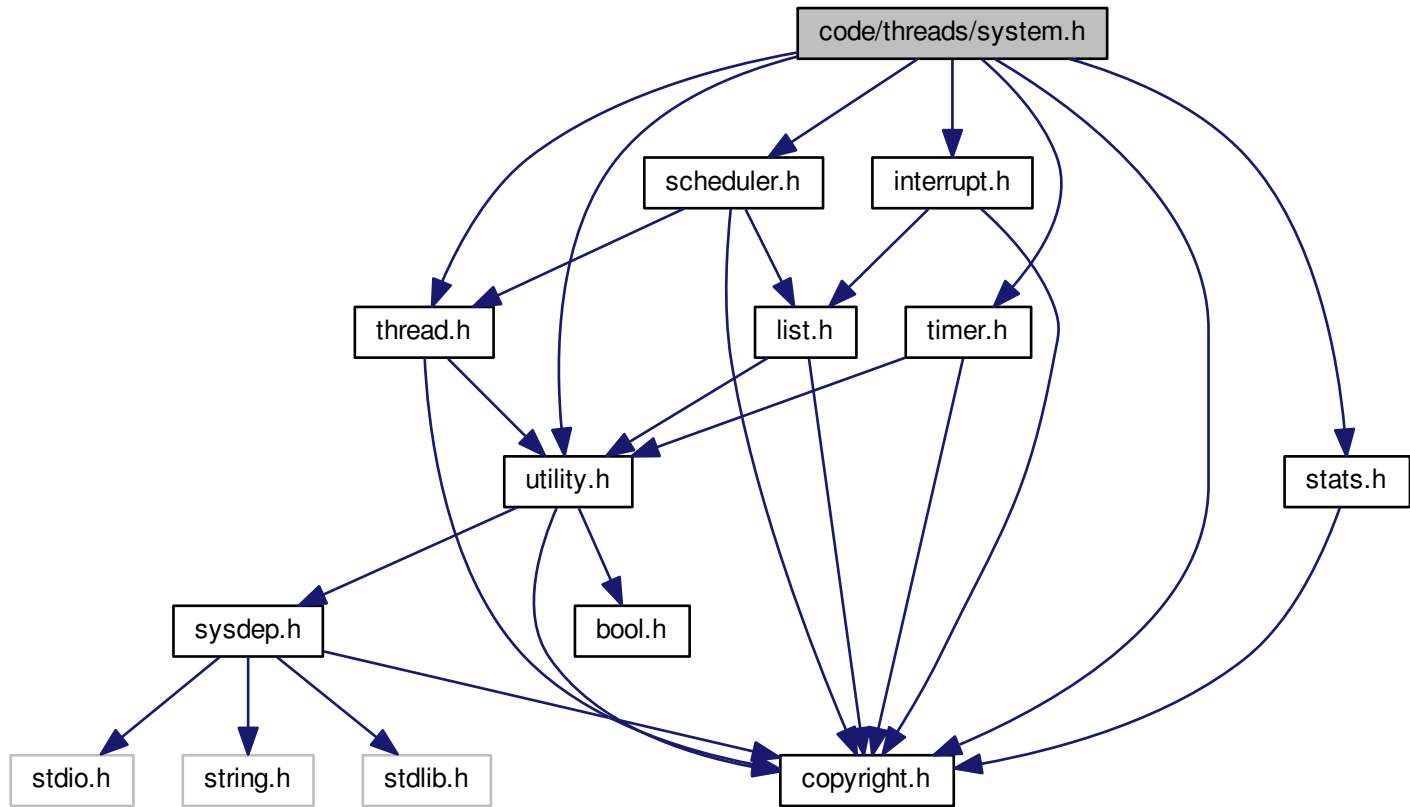 code/threads/system.h
scheduler.h
interrupt.h
thread.h
list.h
timer.h
utility.h
stats.h
sysdep.h
bool.h
stdio.h
string.h
stdlib.h
copyright.h